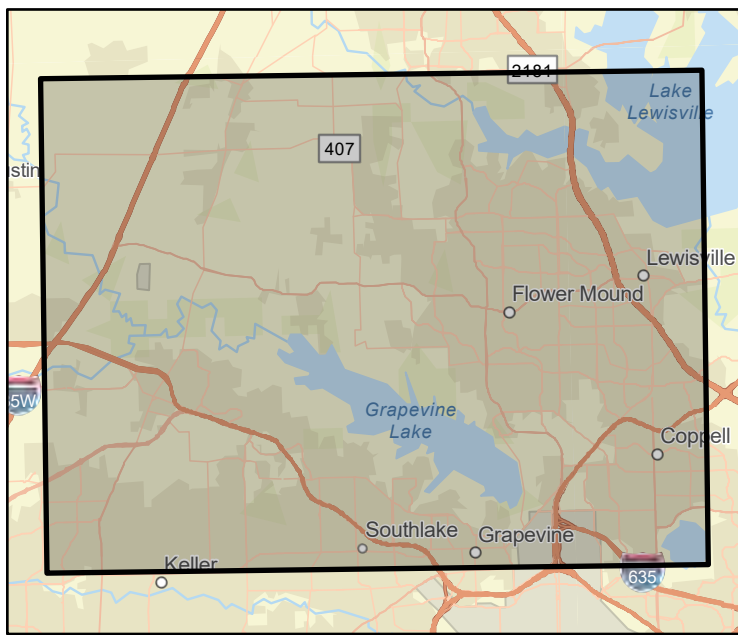 2181
Lake
Lewisville
407
stin
Lewisville
Flower Mound
5W
Grapevine
Lake
Coppell
Southlake
Grapevine
Keller
635